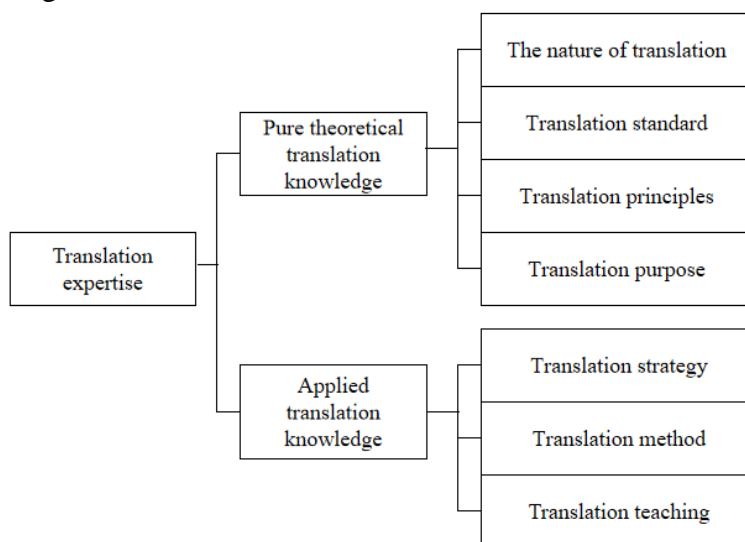 The nature of translation
Pure theoretical
translation
knowledge
Translation standard
Translation principles
Translation purpose
Translation
expertise
Applied
translation
knowledge
Translation strategy
Translation method
Translation teaching